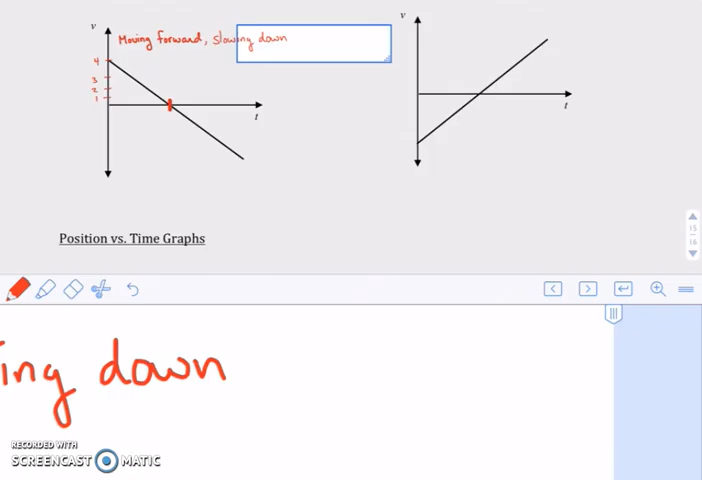 v
v
Moving forward, slowing down
4
3
2
1
t
t
Position vs. Time Graphs
15
16
ing down
RECORDED WITH
SCREENCAST MATIC